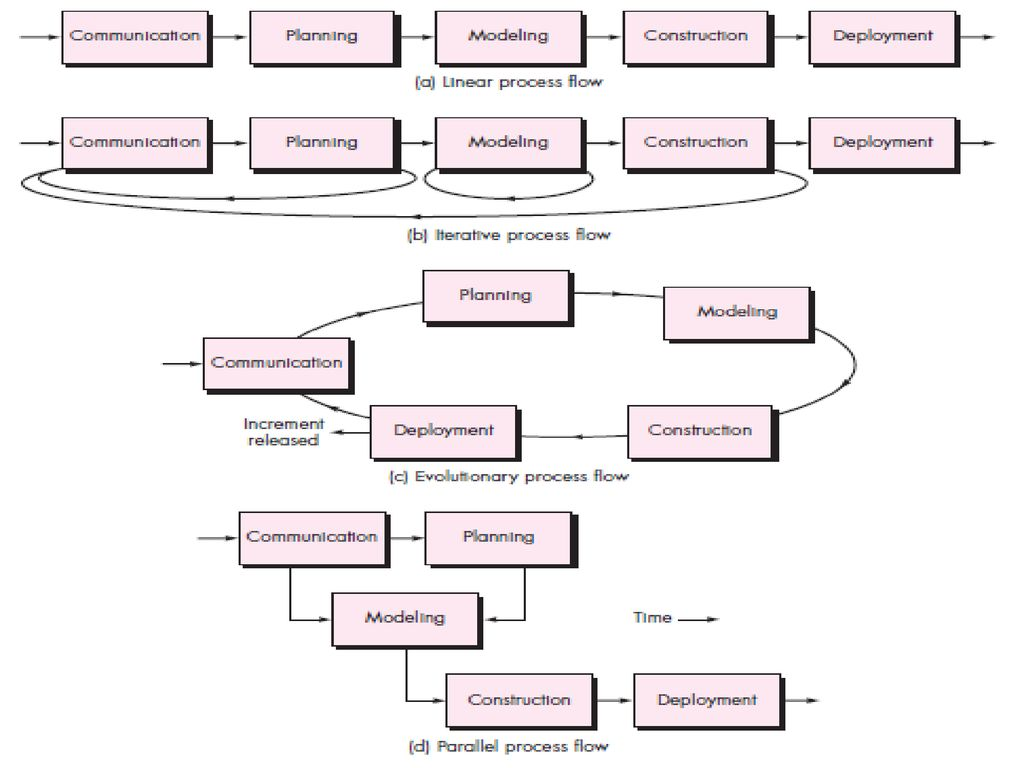 Communication Planning Modeling Construction Deployment
(a) Linear process flow
Communication Planning Modeling Construction Deployment
(b) Iterative process flow
Planning
Modeling
Communication
Increment
released
Deployment
Construction
(c) Evolutionary process flow
Communication Planning
Modeling
Time
Construction Deployment
(d) Parallel process flow